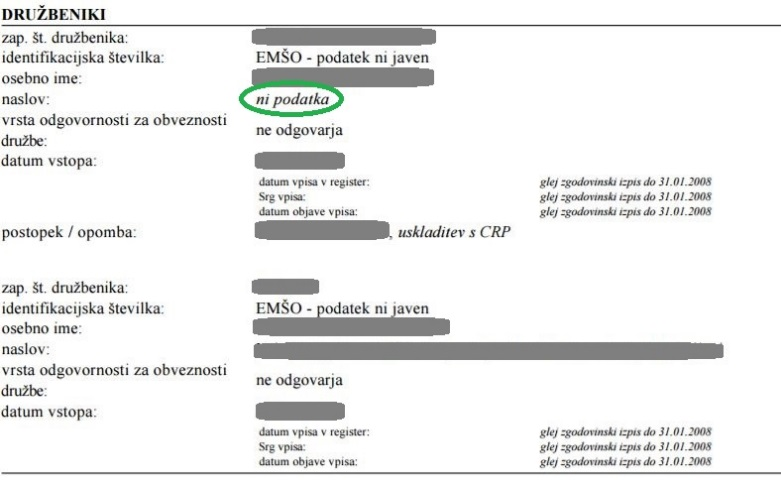 DRUŽBENIKI
zap. št. družbenika:
identifikacijska številka: EMŠO - podatek ni javen
osebno ime:
naslov: ni podatka
vrsta odgovornosti za obveznosti
družbe: ne odgovarja
datum vstopa:
datum vpisa v register: glej zgodovinski izpis do 31.01.2008
Srg vpisa: glej zgodovinski izpis do 31.01.2008
datum objave vpisa: glej zgodovinski izpis do 31.01.2008
postopek / opomba: , uskladitev s CRP
zap. št. družbenika:
identifikacijska številka: EMŠO - podatek ni javen
osebno ime:
naslov:
vrsta odgovornosti za obveznosti
družbe: ne odgovarja
datum vstopa:
datum vpisa v register: glej zgodovinski izpis do 31.01.2008
Srg vpisa: glej zgodovinski izpis do 31.01.2008
datum objave vpisa: glej zgodovinski izpis do 31.01.2008